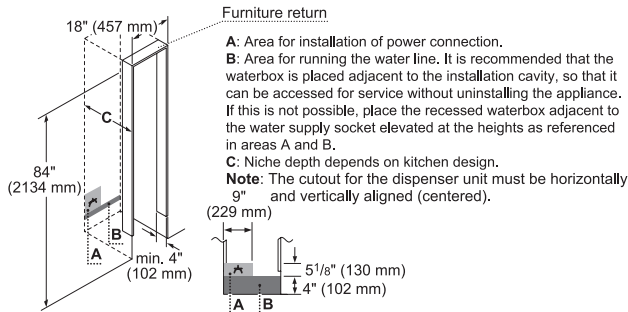 Furniture return
18" (457 mm)
A: Area for installation of power connection.
B: Area for running the water line. It is recommended that the
waterbox is placed adjacent to the installation cavity, so that it
can be accessed for service without uninstalling the appliance.
If this is not possible, place the recessed waterbox adjacent to
the water supply socket elevated at the heights as referenced
in areas A and B.
C: Niche depth depends on kitchen design.
Note: The cutout for the dispenser unit must be horizontally
and vertically aligned (centered).
C
84"
(2134 mm)
A
B
min. 4"
(102 mm)
9"
(229 mm)
5 1/8" (130 mm)
4" (102 mm)
A
B